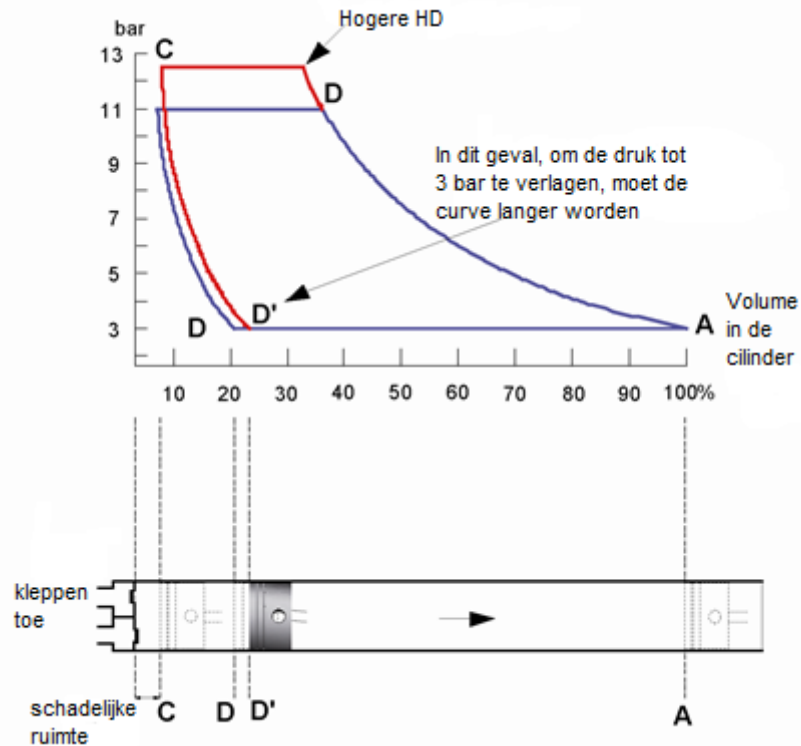 Hogere HD
bar
13
C
D
11
In dit geval, om de druk tot
3 bar te verlagen, moet de
curve langer worden
9
7
5
D'
3
D
A
Volume
in de
cilinder
10 20 30 40 50 60 70 80 90 100%
kleppen
toe
schadelijke
ruimte
C D D' A